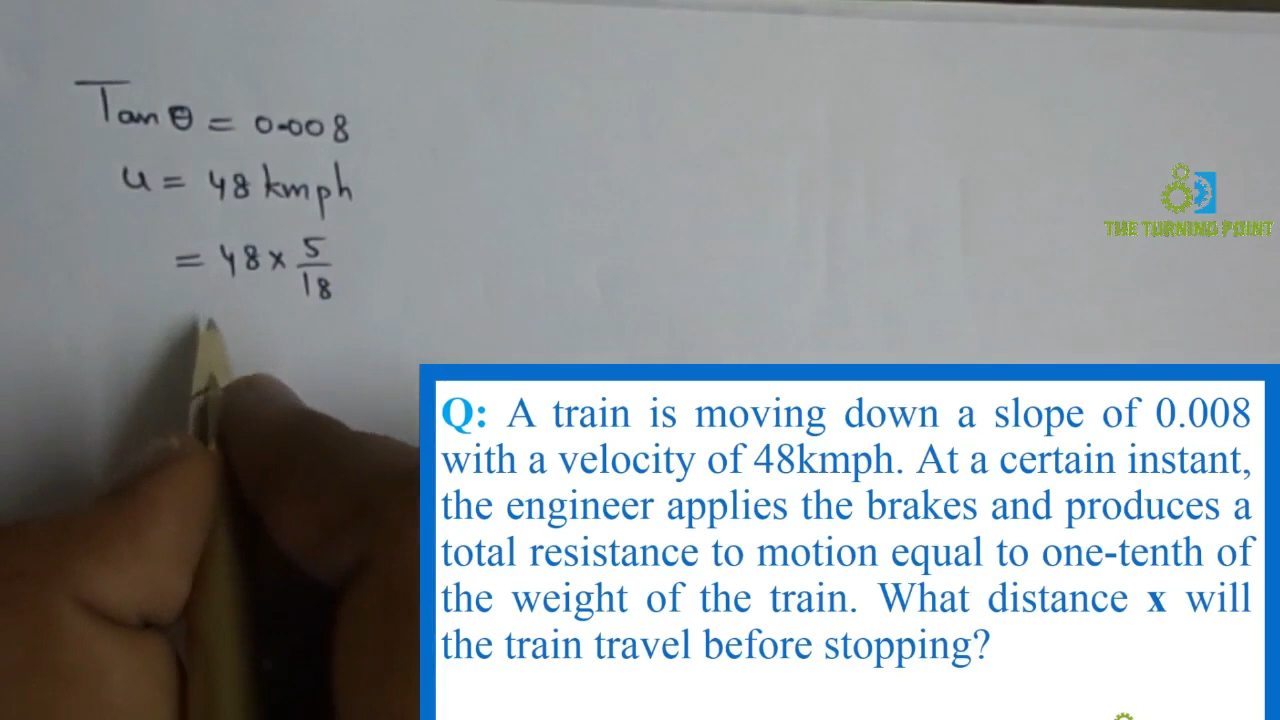 Tan θ = 0.008
u = 48 kmph
= 48 × 5/18
THE TURNING POINT
Q: A train is moving down a slope of 0.008
with a velocity of 48kmph. At a certain instant,
the engineer applies the brakes and produces a
total resistance to motion equal to one-tenth of
the weight of the train. What distance x will
the train travel before stopping?